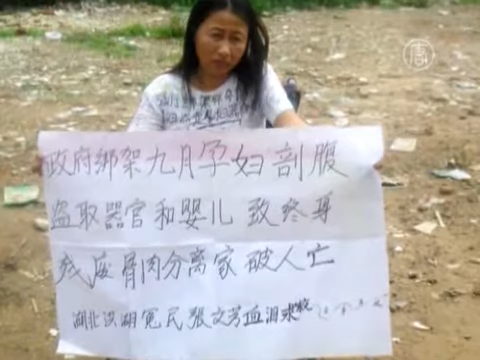 政府绑架九月孕妇剖腹
盗取器官和婴儿 致终身
残废骨肉分离家破人亡
湖北洪湖冤民张文芳血泪求救